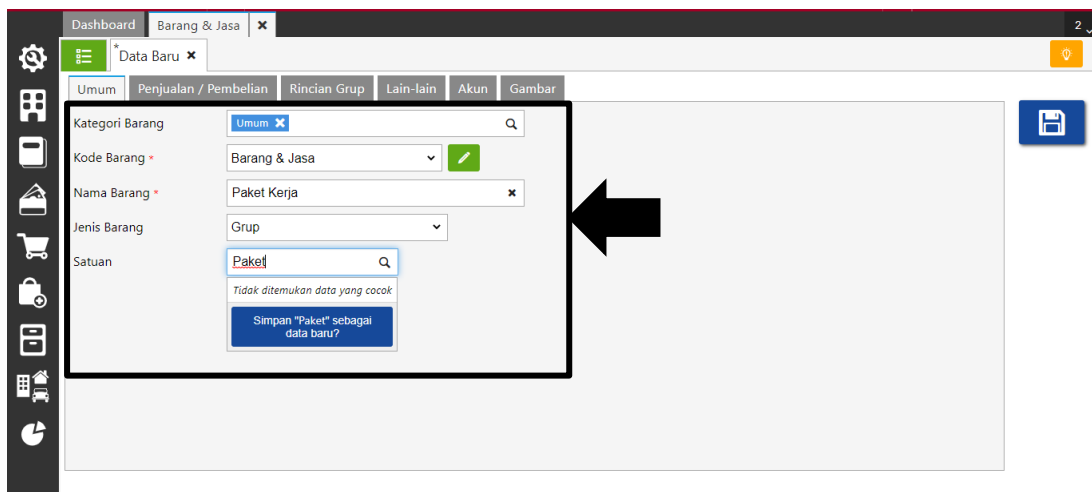 Dashboard Barang & Jasa 2
*Data Baru
Umum Penjualan / Pembelian Rincian Grup Lain-lain Akun Gambar
Kategori Barang Umum
Kode Barang * Barang & Jasa
Nama Barang * Paket Kerja
Jenis Barang Grup
Satuan Paket
Tidak ditemukan data yang cocok
Simpan "Paket" sebagai
data baru?